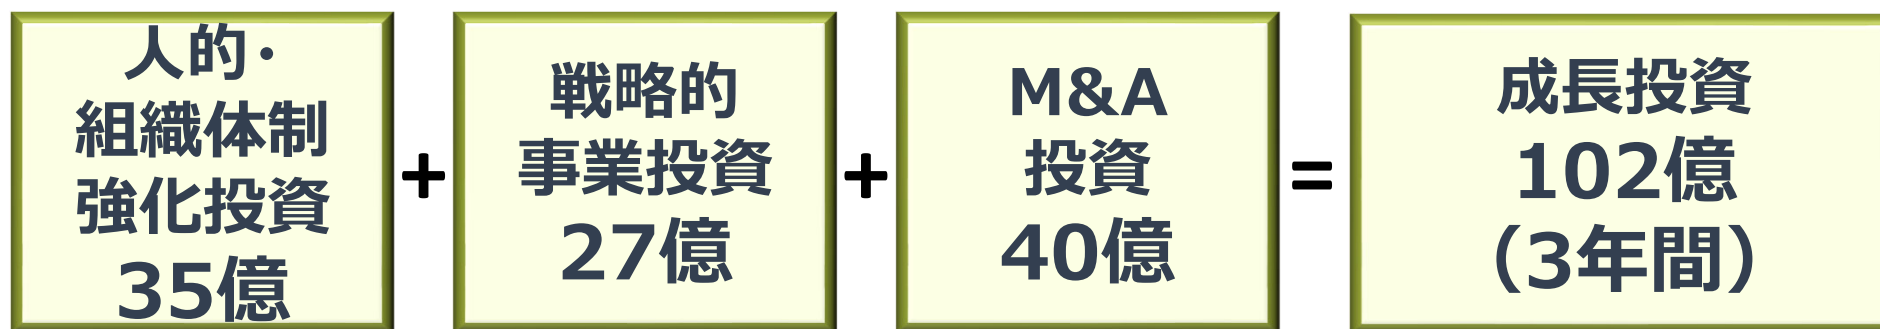 人的・
組織体制
強化投資
35億
+
戦略的
事業投資
27億
+
M&A
投資
40億
=
成長投資
102億
（3年間）